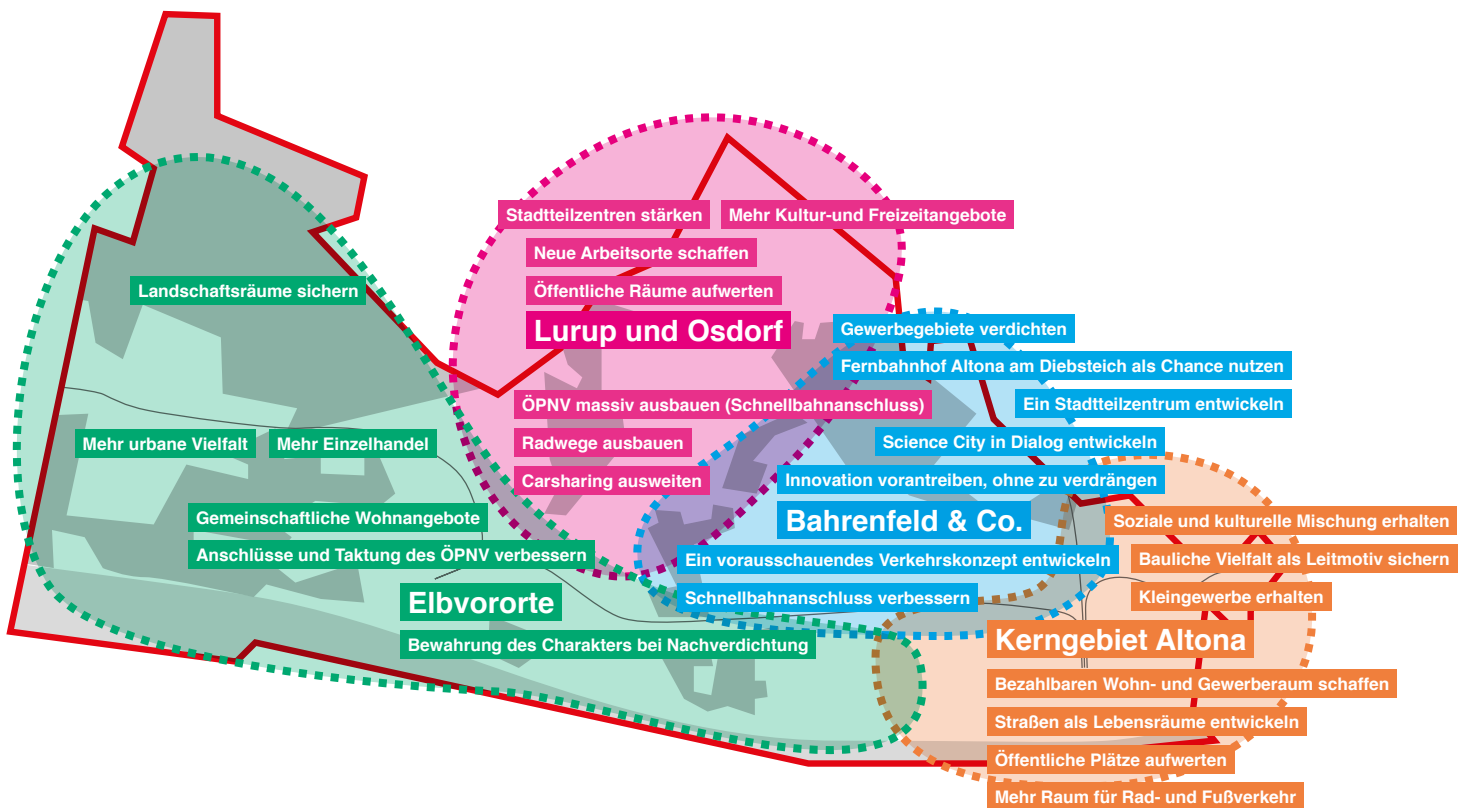 Stadtteilzentren stärken
Mehr Kultur-und Freizeitangebote
Neue Arbeitsorte schaffen
Öffentliche Räume aufwerten
Lurup und Osdorf
ÖPNV massiv ausbauen (Schnellbahnanschluss)
Radwege ausbauen
Carsharing ausweiten
Landschaftsräume sichern
Mehr urbane Vielfalt
Mehr Einzelhandel
Gemeinschaftliche Wohnangebote
Anschlüsse und Taktung des ÖPNV verbessern
Elbvororte
Bewahrung des Charakters bei Nachverdichtung
Gewerbegebiete verdichten
Fernbahnhof Altona am Diebsteich als Chance nutzen
Ein Stadtteilzentrum entwickeln
Science City in Dialog entwickeln
Innovation vorantreiben, ohne zu verdrängen
Bahrenfeld & Co.
Ein vorausschauendes Verkehrskonzept entwickeln
Schnellbahnanschluss verbessern
Soziale und kulturelle Mischung erhalten
Bauliche Vielfalt als Leitmotiv sichern
Kleingewerbe erhalten
Kerngebiet Altona
Bezahlbaren Wohn- und Gewerberaum schaffen
Straßen als Lebensräume entwickeln
Öffentliche Plätze aufwerten
Mehr Raum für Rad- und Fußverkehr